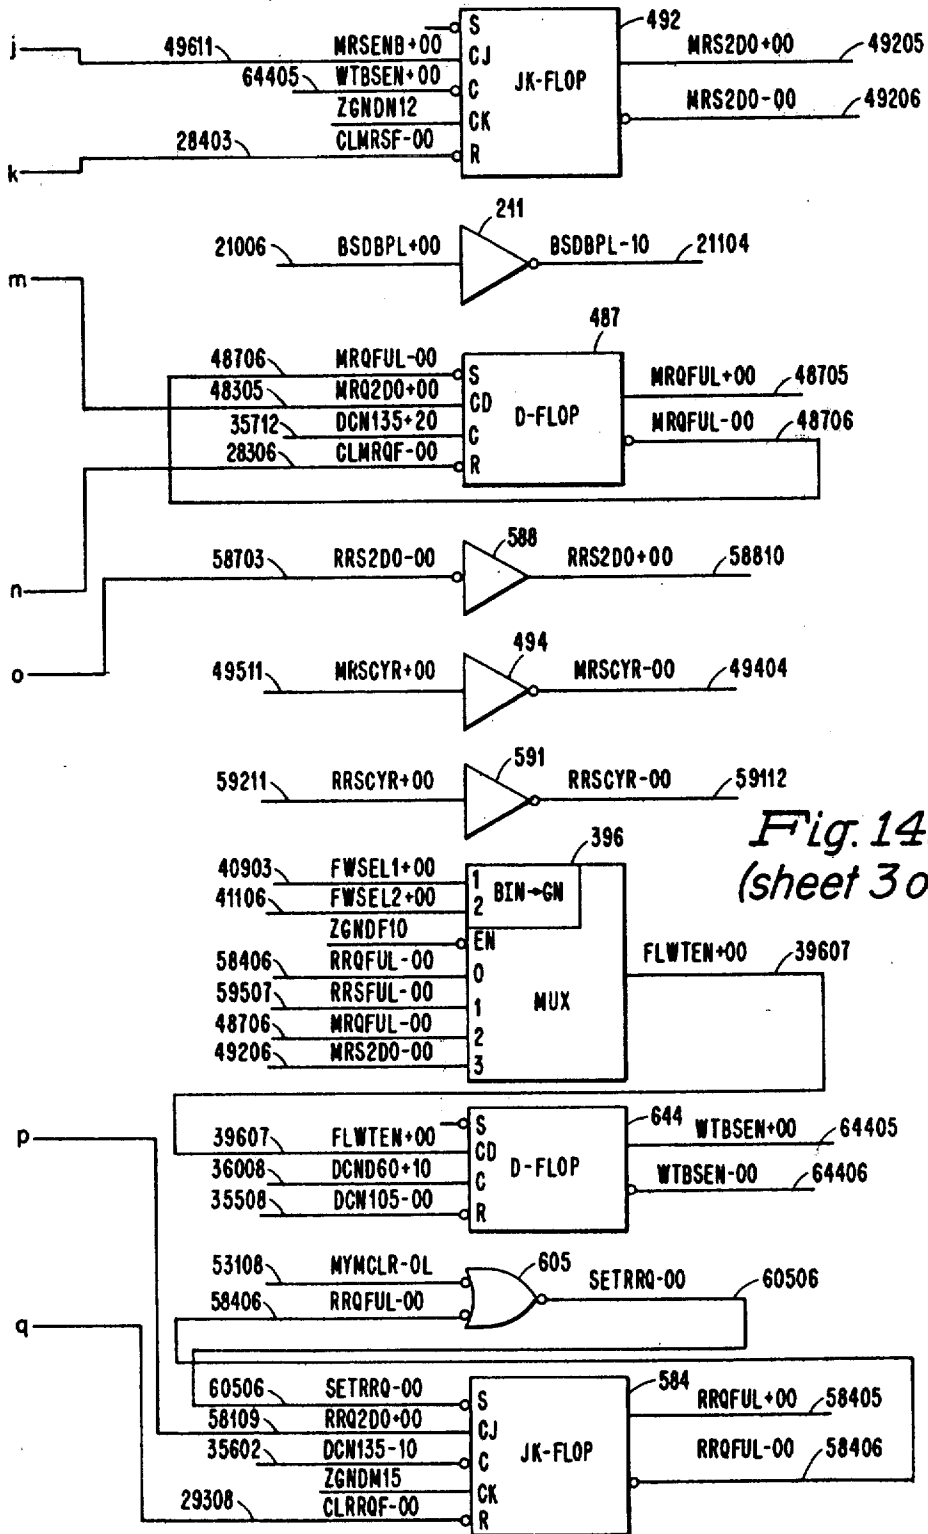 492
S
j
49611
MRSENB+00
CJ
MRS2D0+00
49205
64405
WTBSEN+00
C
JK-FLOP
ZGNDN12
CK
MRS2D0-00
49206
28403
CLMRSF-00
R
k
211
21006
BSDBPL+00
BSDBPL-10
21104
m
487
48706
MRQFUL-00
S
MRQFUL+00
48705
48305
MRQ2D0+00
CD
35712
DCN135+20
C
D-FLOP
MRQFUL-00
48706
28306
CLMRQF-00
R
588
58703
RRS2D0-00
RRS2D0+00
58810
n
494
o
49511
MRSCYR+00
MRSCYR-00
49404
591
59211
RRSCYR+00
RRSCYR-00
59112
Fig. 14
(sheet 3 o
396
40903
FWSEL1+00
1
BIN→GN
41106
FWSEL2+00
2
ZGNDF10
EN
FLWTEN+00
39607
58406
RRQFUL-00
0
59507
RRSFUL-00
1
MUX
48706
MRQFUL-00
2
49206
MRS2D0-00
3
644
S
p
39607
FLWTEN+00
CD
WTBSEN+00
64405
36008
DCND60+10
C
D-FLOP
WTBSEN-00
64406
35508
DCN105-00
R
53108
MYMCLR-0L
605
SETRRQ-00
60506
58406
RRQFUL-00
q
584
60506
SETRRQ-00
S
RRQFUL+00
58405
58109
RRQ2D0+00
CJ
35602
DCN135-10
C
JK-FLOP
RRQFUL-00
58406
ZGNDM15
CK
29308
CLRRQF-00
R